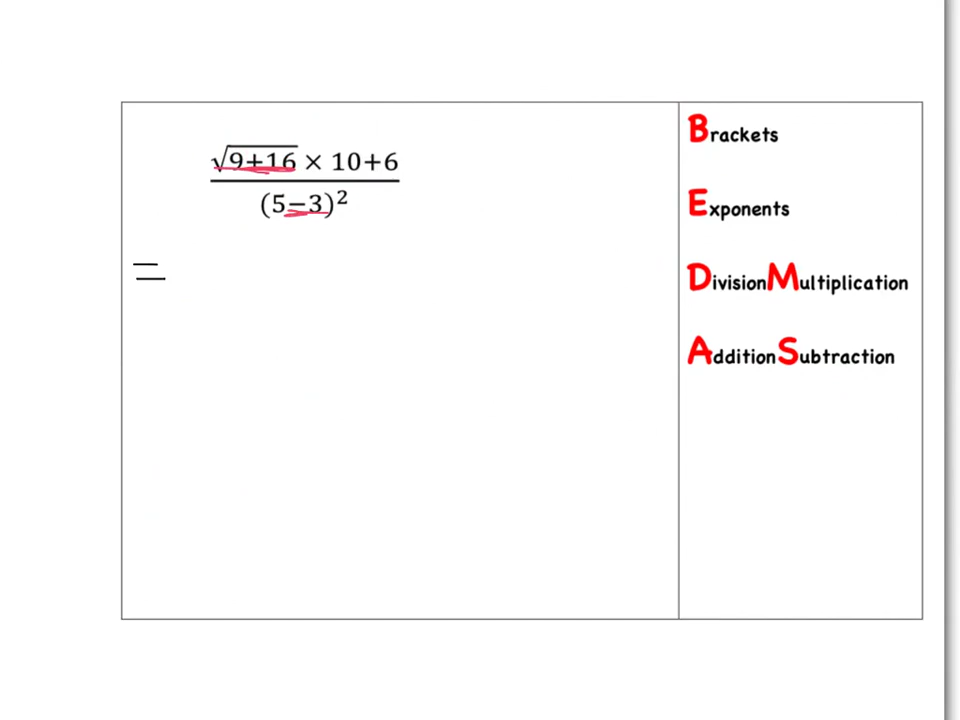 √9+16 × 10+6
(5−3)²
=
Brackets
Exponents
DivisionMultiplication
AdditionSubtraction